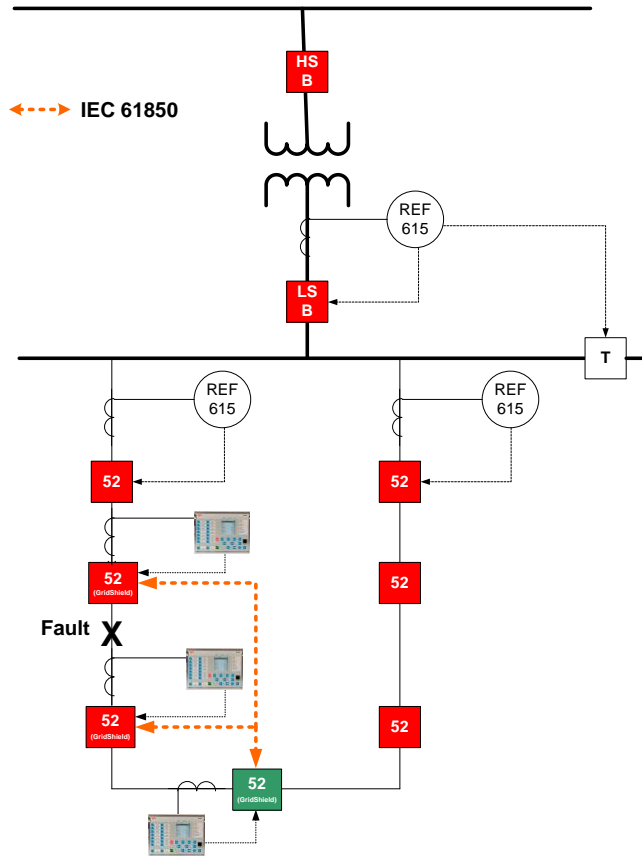 HS
B
IEC 61850
REF
615
LS
B
T
REF
615
REF
615
52
52
52
(GridShield)
52
Fault X
52
(GridShield)
52
52
(GridShield)